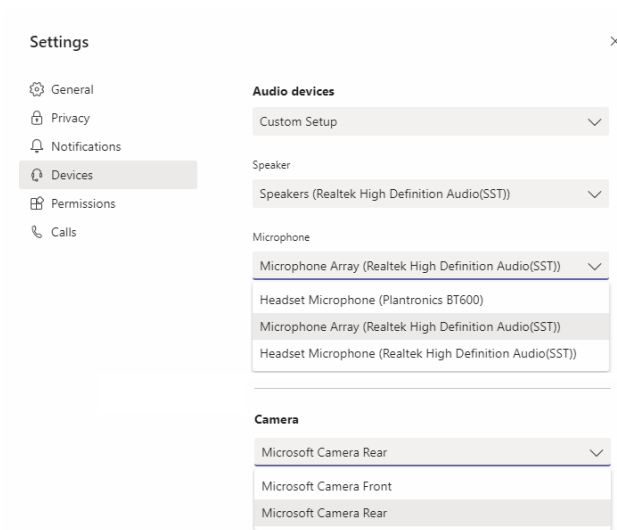 Settings
General
Privacy
Notifications
Devices
Permissions
Calls
Audio devices
Custom Setup
Speaker
Speakers (Realtek High Definition Audio(SST))
Microphone
Microphone Array (Realtek High Definition Audio(SST))
Headset Microphone (Plantronics BT600)
Microphone Array (Realtek High Definition Audio(SST))
Headset Microphone (Realtek High Definition Audio(SST))
Camera
Microsoft Camera Rear
Microsoft Camera Front
Microsoft Camera Rear